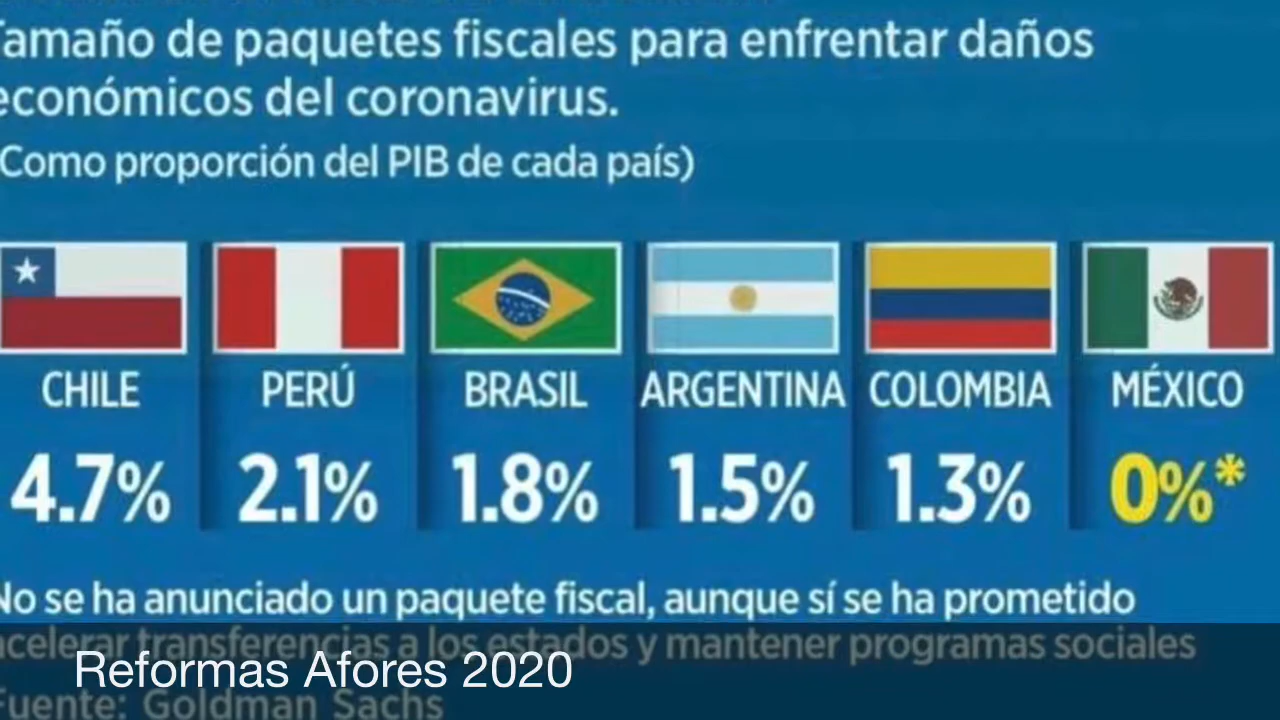 Tamaño de paquetes fiscales para enfrentar daños
económicos del coronavirus.
(Como proporción del PIB de cada país)
CHILE PERÚ BRASIL ARGENTINA COLOMBIA MÉXICO
4.7% 2.1% 1.8% 1.5% 1.3% 0%*
No se ha anunciado un paquete fiscal, aunque sí se ha prometido
acelerar transferencias a los estados y mantener programas sociales
Reformas Afores 2020
Fuente: Goldman Sachs